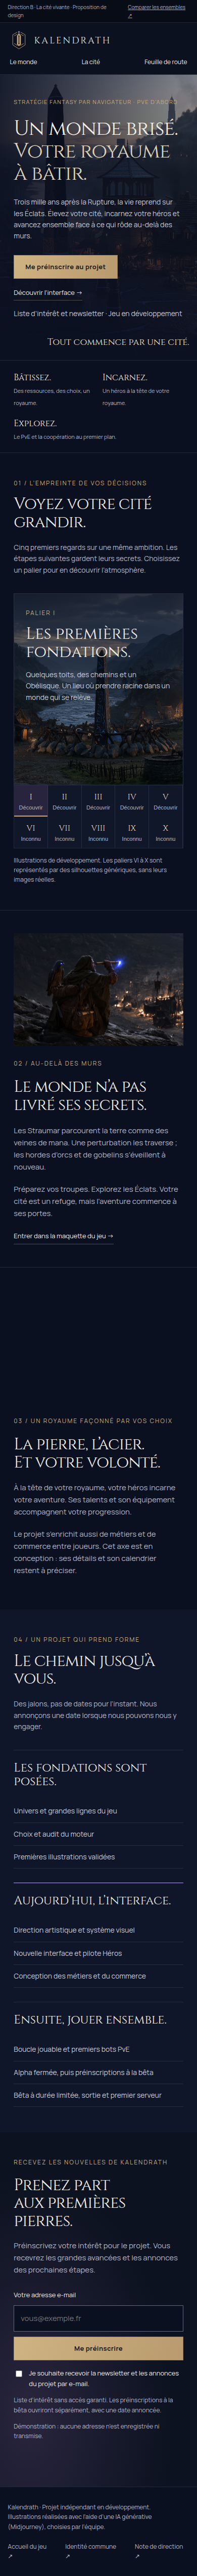 Direction B · La cité vivante · Proposition de
design
Comparer les ensembles
↗
KALENDRATH
Le monde
La cité
Feuille de route
STRATÉGIE FANTASY PAR NAVIGATEUR · PVE D'ABORD
Un monde brisé.
Votre royaume
à bâtir.
Trois mille ans après la Rupture, la vie reprend sur
les Éclats. Élevez votre cité, incarnez votre héros et
avancez ensemble face à ce qui rôde au-delà des
murs.
Me préinscrire au projet
Découvrir l'interface →
Liste d'intérêt et newsletter · Jeu en développement
Tout commence par une cité.
Bâtissez.
Des ressources, des choix, un
royaume.
Incarnez.
Un héros à la tête de votre
royaume.
Explorez.
Le PvE et la coopération au premier plan.
01 / L'EMPREINTE DE VOS DÉCISIONS
Voyez votre cité
grandir.
Cinq premiers regards sur une même ambition. Les
étapes suivantes gardent leurs secrets. Choisissez
un palier pour en découvrir l'atmosphère.
PALIER I
Les premières
fondations.
Quelques toits, des chemins et un
Obélisque. Un lieu où prendre racine dans un
monde qui se relève.
I
Découvrir
II
Découvrir
III
Découvrir
IV
Découvrir
V
Découvrir
VI
Inconnu
VII
Inconnu
VIII
Inconnu
IX
Inconnu
X
Inconnu
Illustrations de développement. Les paliers VI à X sont
représentés par des silhouettes génériques, sans leurs
images réelles.
02 / AU-DELÀ DES MURS
Le monde n'a pas
livré ses secrets.
Les Straumar parcourent la terre comme des
veines de mana. Une perturbation les traverse ;
les hordes d'orcs et de gobelins s'éveillent à
nouveau.
Préparez vos troupes. Explorez les Éclats. Votre
cité est un refuge, mais l'aventure commence à
ses portes.
Entrer dans la maquette du jeu →
03 / UN ROYAUME FAÇONNÉ PAR VOS CHOIX
La pierre, l'acier.
Et votre volonté.
À la tête de votre royaume, votre héros incarne
votre aventure. Ses talents et son équipement
accompagnent votre progression.
Le projet s'enrichit aussi de métiers et de
commerce entre joueurs. Cet axe est en
conception : ses détails et son calendrier
restent à préciser.
04 / UN PROJET QUI PREND FORME
Le chemin jusqu'à
vous.
Des jalons, pas de dates pour l'instant. Nous
annonçons une date lorsque nous pouvons nous y
engager.
Les fondations sont
posées.
Univers et grandes lignes du jeu
Choix et audit du moteur
Premières illustrations validées
Aujourd'hui, l'interface.
Direction artistique et système visuel
Nouvelle interface et pilote Héros
Conception des métiers et du commerce
Ensuite, jouer ensemble.
Boucle jouable et premiers bots PvE
Alpha fermée, puis préinscriptions à la bêta
Bêta à durée limitée, sortie et premier serveur
RECEVEZ LES NOUVELLES DE KALENDRATH
Prenez part
aux premières
pierres.
Préinscrivez votre intérêt pour le projet. Vous
recevrez les grandes avancées et les annonces
des prochaines étapes.
Votre adresse e-mail
vous@exemple.fr
Me préinscrire
Je souhaite recevoir la newsletter et les annonces
du projet par e-mail.
Liste d'intérêt sans accès garanti. Les préinscriptions à la
bêta ouvriront séparément, avec une date annoncée.
Démonstration : aucune adresse n'est enregistrée ni
transmise.
Kalendrath · Projet indépendant en développement.
Illustrations réalisées avec l'aide d'une IA générative
(Midjourney), choisies par l'équipe.
Accueil du jeu
↗
Identité commune
↗
Note de direction
↗